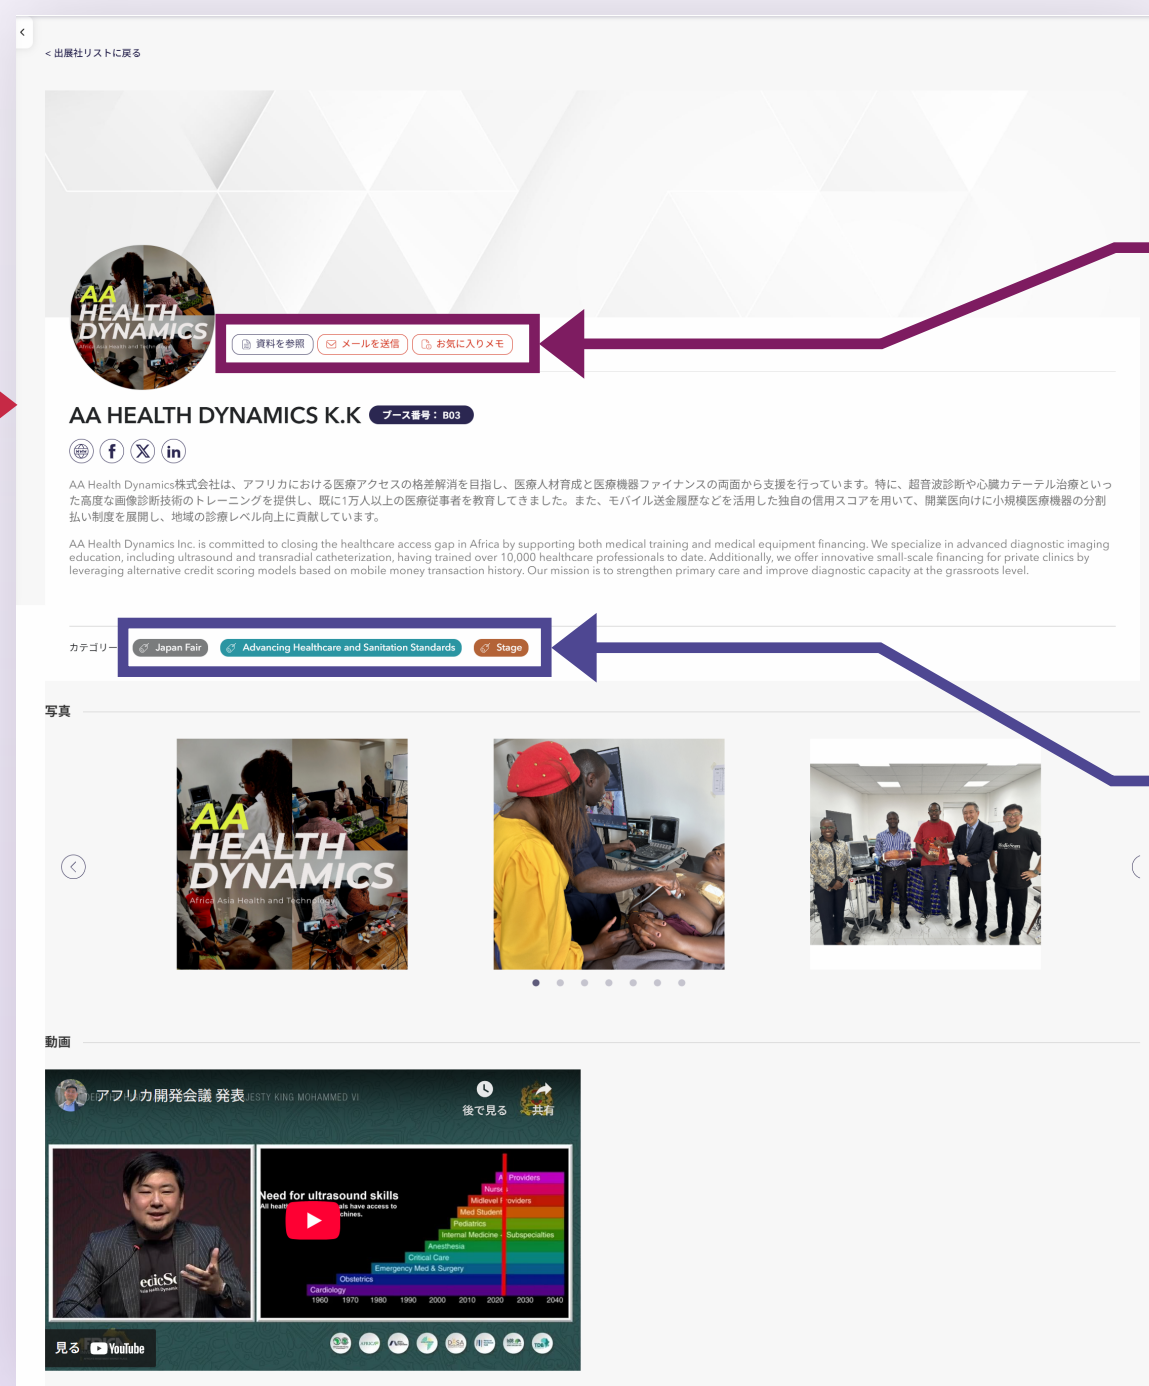 < 出展社リストに戻る
AA
HEALTH
DYNAMICS
Africa Asia Health and Technology
資料を参照
メールを送信
お気に入りメモ
AA HEALTH DYNAMICS K.K ブース番号： B03
AA Health Dynamics株式会社は、アフリカにおける医療アクセスの格差解消を目指し、医療人材育成と医療機器ファイナンスの両面から支援を行っています。特に、超音波診断や心臓カテーテル治療といっ
た高度な画像診断技術のトレーニングを提供し、既に1万人以上の医療従事者を教育してきました。また、モバイル送金履歴などを活用した独自の信用スコアを用いて、開業医向けに小規模医療機器の分割
払い制度を展開し、地域の診療レベル向上に貢献しています。
AA Health Dynamics Inc. is committed to closing the healthcare access gap in Africa by supporting both medical training and medical equipment financing. We specialize in advanced diagnostic imaging
education, including ultrasound and transradial catheterization, having trained over 10,000 healthcare professionals to date. Additionally, we offer innovative small-scale financing for private clinics by
leveraging alternative credit scoring models based on mobile money transaction history. Our mission is to strengthen primary care and improve diagnostic capacity at the grassroots level.
カテゴリー Japan Fair Advancing Healthcare and Sanitation Standards Stage
写真
AA
HEALTH
DYNAMICS
Africa Asia Health and Technology
動画
アフリカ開発会議 発表
JESTY KING MOHAMMED VI
後で見る
共有
Need for ultrasound skills
Providers
Midlevel Providers
Med Student
Pediatrics
Internal Medicine - Subspecialties
Anesthesia
Critical Care
Emergency Med & Surgery
Obstetrics
Cardiology
1960 1970 1980 1990 2000 2010 2020 2030 2040
edicSc
見る YouTube